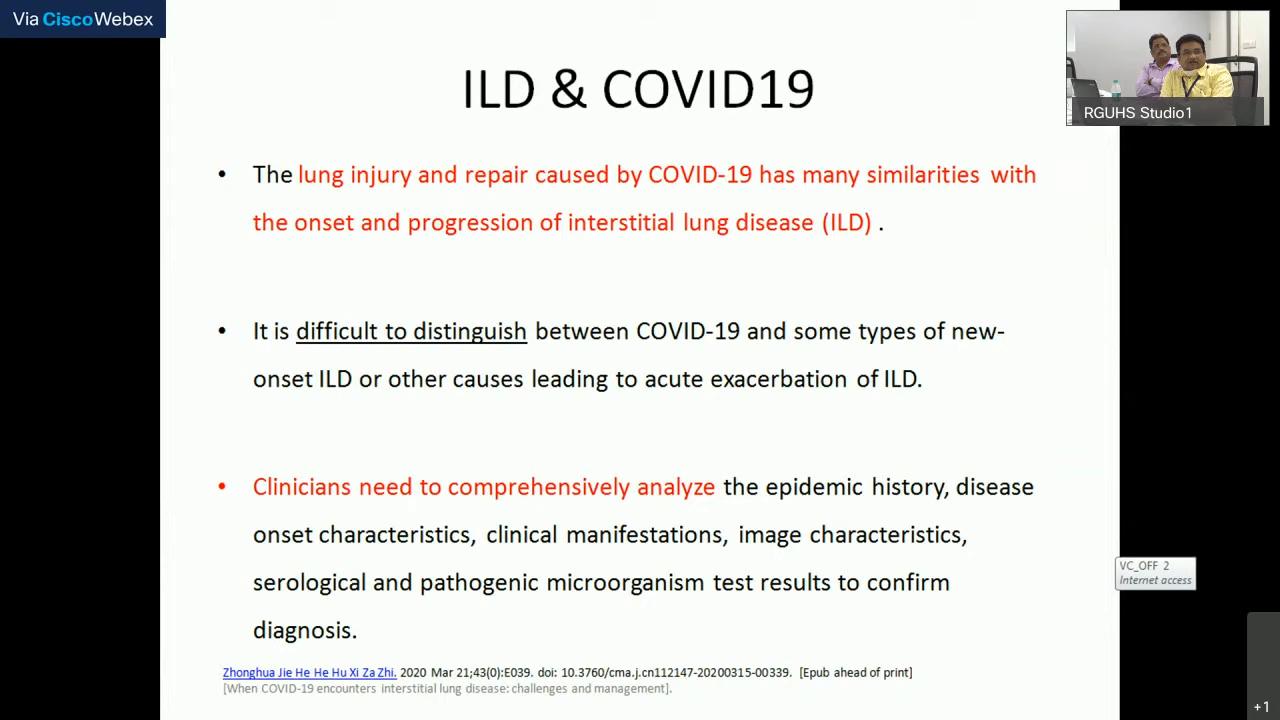 Via CiscoWebex
ILD & COVID19
RGUHS Studio1
• The lung injury and repair caused by COVID-19 has many similarities with
the onset and progression of interstitial lung disease (ILD) .
• It is difficult to distinguish between COVID-19 and some types of new-
onset ILD or other causes leading to acute exacerbation of ILD.
• Clinicians need to comprehensively analyze the epidemic history, disease
onset characteristics, clinical manifestations, image characteristics,
serological and pathogenic microorganism test results to confirm
diagnosis.
VC_OFF 2
Internet access
Zhonghua Jie He He Hu Xi Za Zhi. 2020 Mar 21;43(0):E039. doi: 10.3760/cma.j.cn112147-20200315-00339. [Epub ahead of print]
[When COVID-19 encounters interstitial lung disease: challenges and management].
+1